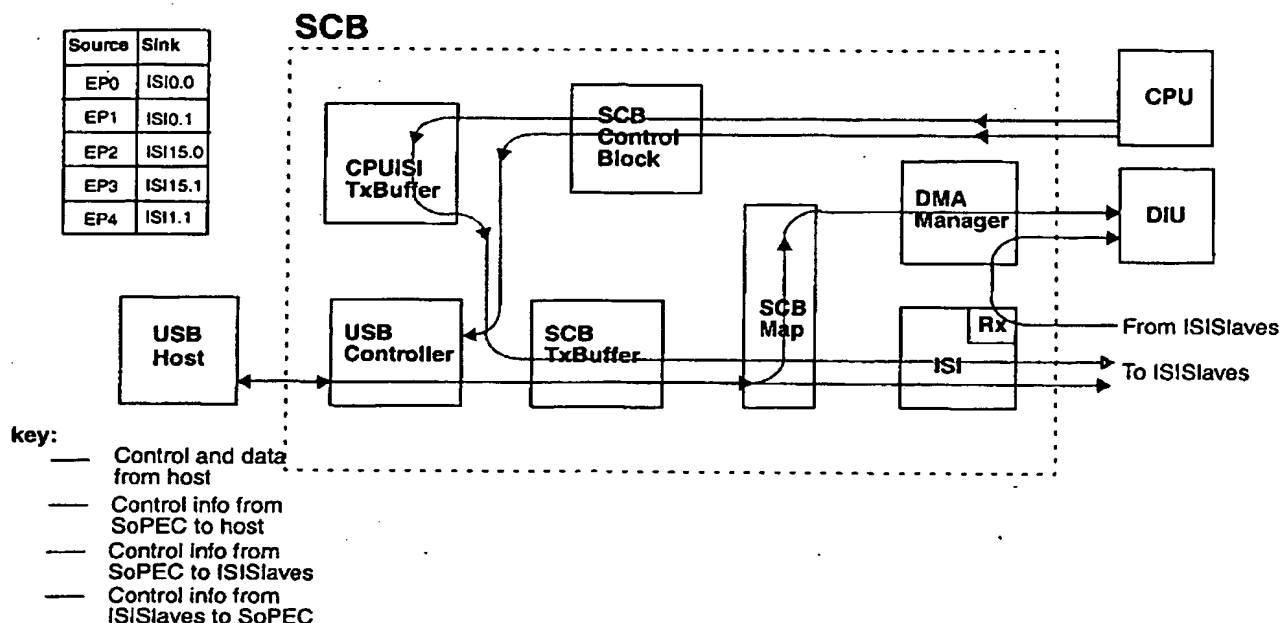 SCB
Source Sink
EP0 ISI0.0
EP1 ISI0.1
EP2 ISI15.0
EP3 ISI15.1
EP4 ISI1.1
CPU
SCB
Control
Block
CPUISI
TxBuffer
DMA
Manager
DIU
USB
Host
USB
Controller
SCB
TxBuffer
SCB
Map
Rx
ISI
From ISISlaves
To ISISlaves
key:
Control and data
from host
Control info from
SoPEC to host
Control info from
SoPEC to ISISlaves
Control info from
ISISlaves to SoPEC